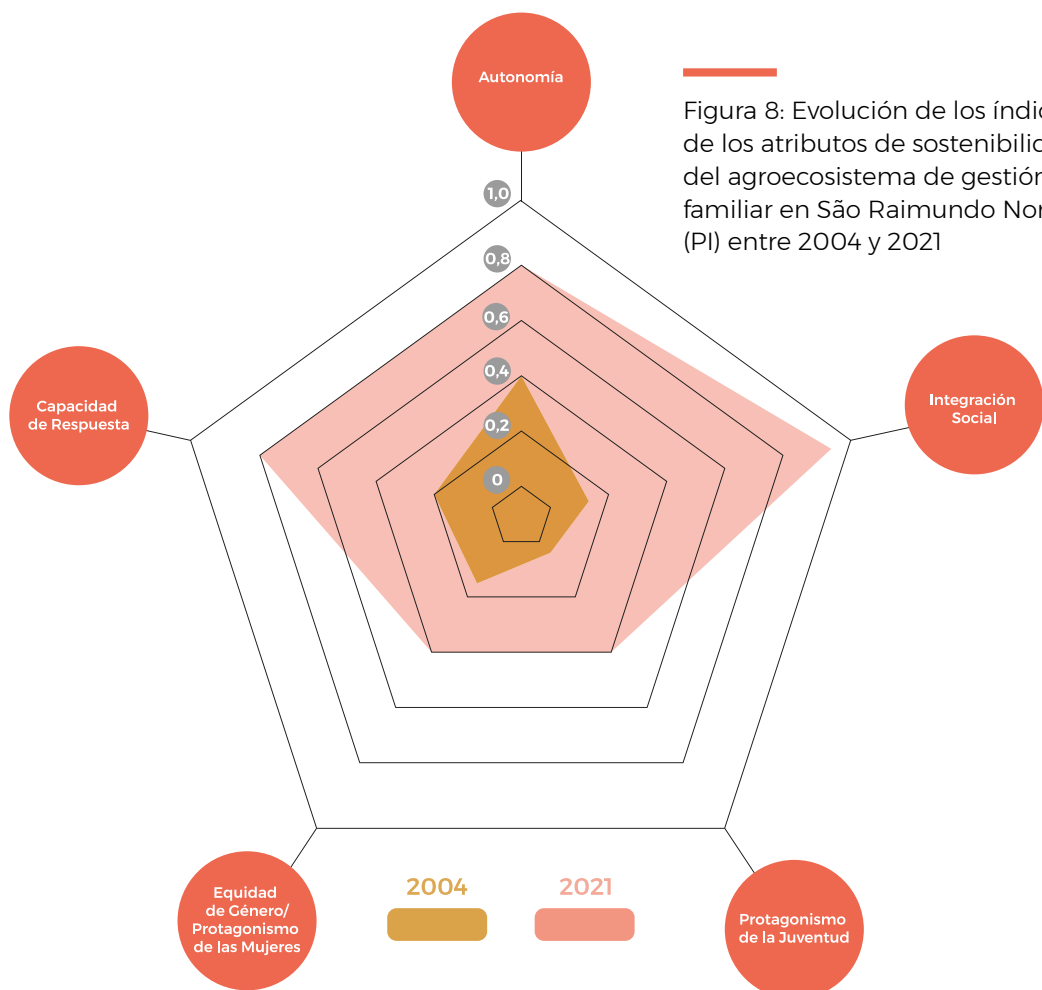 Autonomía
Figura 8: Evolución de los índic
de los atributos de sostenibilid
del agroecosistema de gestión
familiar en São Raimundo Non
(PI) entre 2004 y 2021
1,0
0,8
0,6
0,4
0,2
0
Capacidad
de Respuesta
Integración
Social
Equidad
de Género/
Protagonismo
de las Mujeres
2004
2021
Protagonismo
de la Juventud